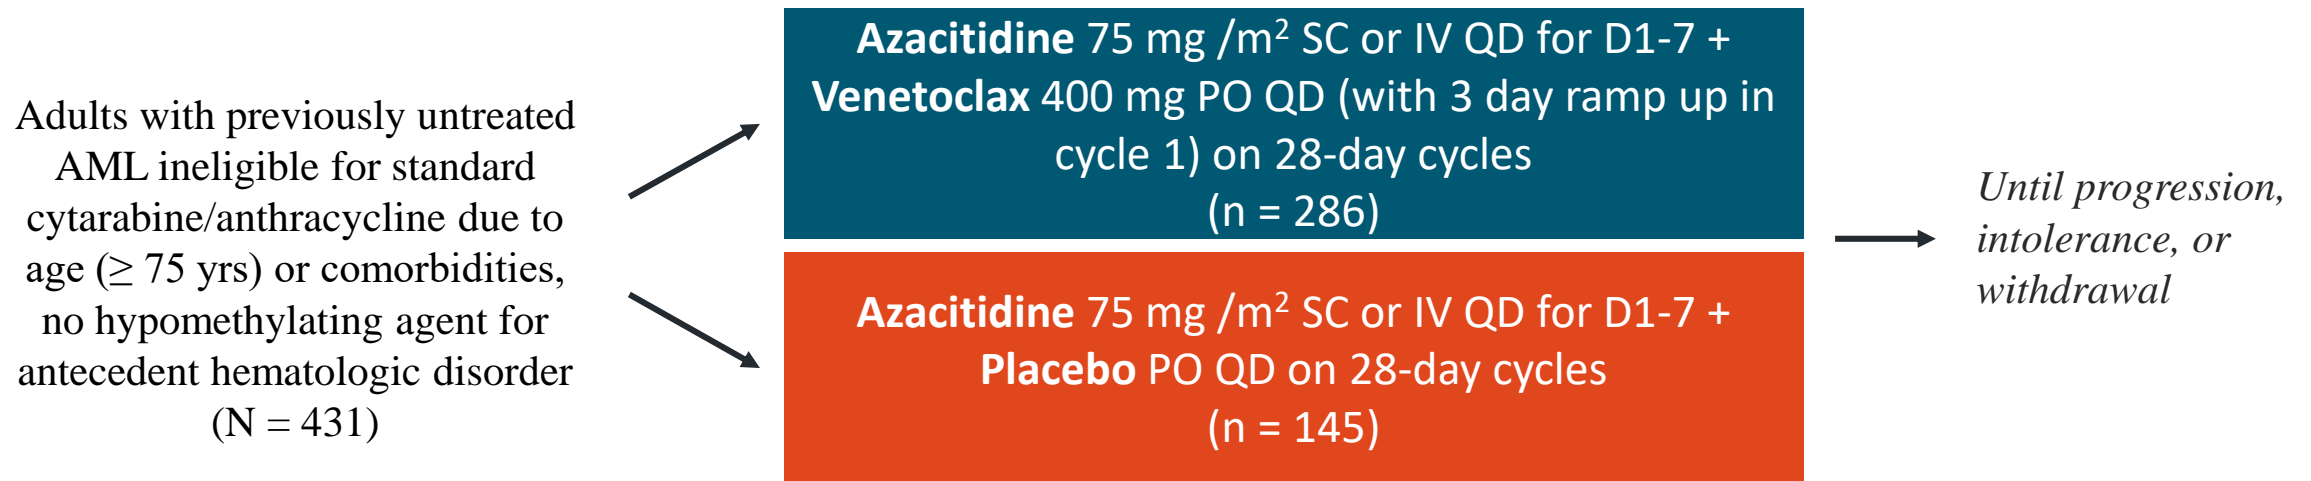 Adults with previously untreated
AML ineligible for standard
cytarabine/anthracycline due to
age (≥ 75 yrs) or comorbidities,
no hypomethylating agent for
antecedent hematologic disorder
(N = 431)
Azacitidine 75 mg /m² SC or IV QD for D1-7 +
Venetoclax 400 mg PO QD (with 3 day ramp up in
cycle 1) on 28-day cycles
(n = 286)
Azacitidine 75 mg /m² SC or IV QD for D1-7 +
Placebo PO QD on 28-day cycles
(n = 145)
Until progression,
intolerance, or
withdrawal